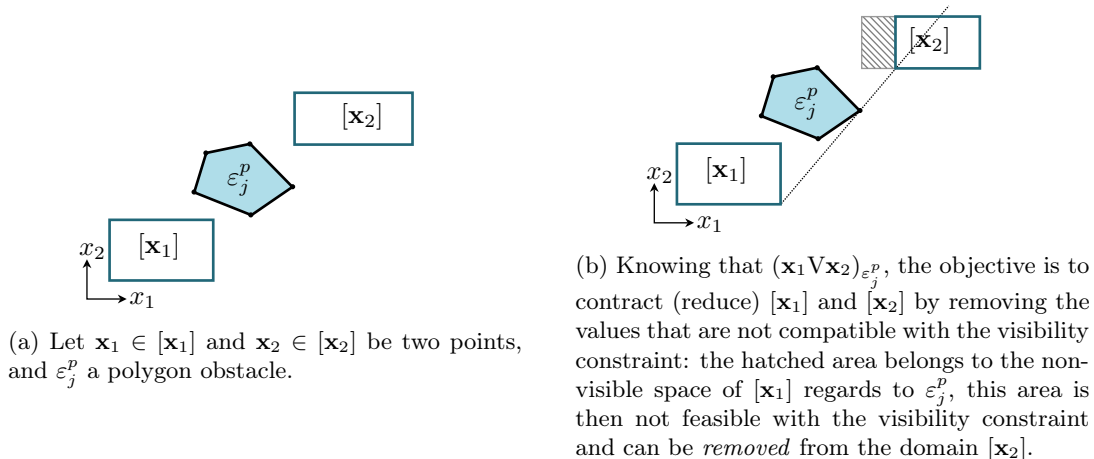 [x₂]
ε_j^p
[x₁]
x₂
x₁
(a) Let x₁ ∈ [x₁] and x₂ ∈ [x₂] be two points,
and ε_j^p a polygon obstacle.
[x₂]
ε_j^p
[x₁]
x₂
x₁
(b) Knowing that (x₁Vx₂)_{ε_j^p}, the objective is to
contract (reduce) [x₁] and [x₂] by removing the
values that are not compatible with the visibility
constraint: the hatched area belongs to the non-
visible space of [x₁] regards to ε_j^p, this area is
then not feasible with the visibility constraint
and can be removed from the domain [x₂].